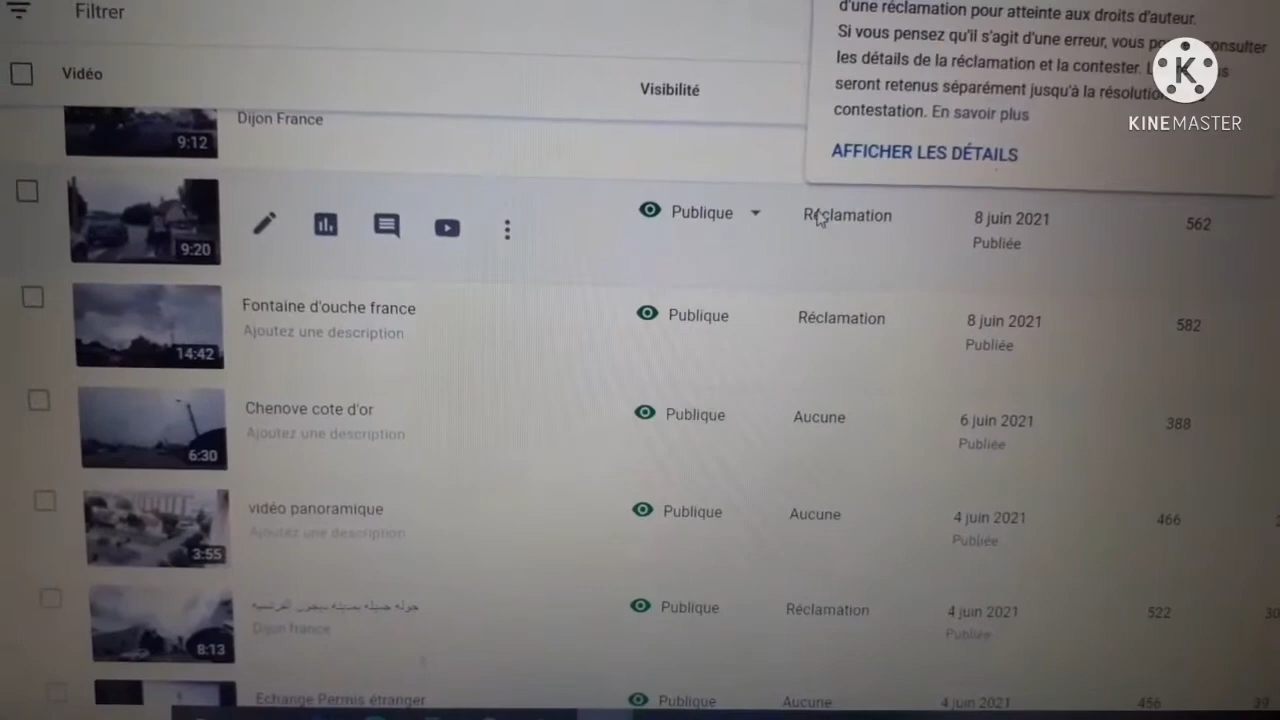 Filtrer
d'une réclamation pour atteinte aux droits d'auteur.
Si vous pensez qu'il s'agit d'une erreur, vous consulter
les détails de la réclamation et la contester.
seront retenus séparément jusqu'à la
contestation. En savoir plus
AFFICHER LES DÉTAILS
KINEMASTER
Vidéo
Visibilité
Dijon France
9:12
9:20
Publique
Réclamation
8 juin 2021
Publiée
562
Fontaine d'ouche france
Ajoutez une description
14:42
Publique
Réclamation
8 juin 2021
Publiée
582
Chenove cote d'or
Ajoutez une description
6:30
Publique
Aucune
6 juin 2021
Publiée
388
vidéo panoramique
Ajoutez une description
3:55
Publique
Aucune
4 juin 2021
Publiée
466
جوله جميله بمدينه ديجون الفرنسيه
Dijon france
8:13
Publique
Réclamation
4 juin 2021
Publiée
522
Echange Permis étranger
Publique
Aucune
4 juin 2021
456